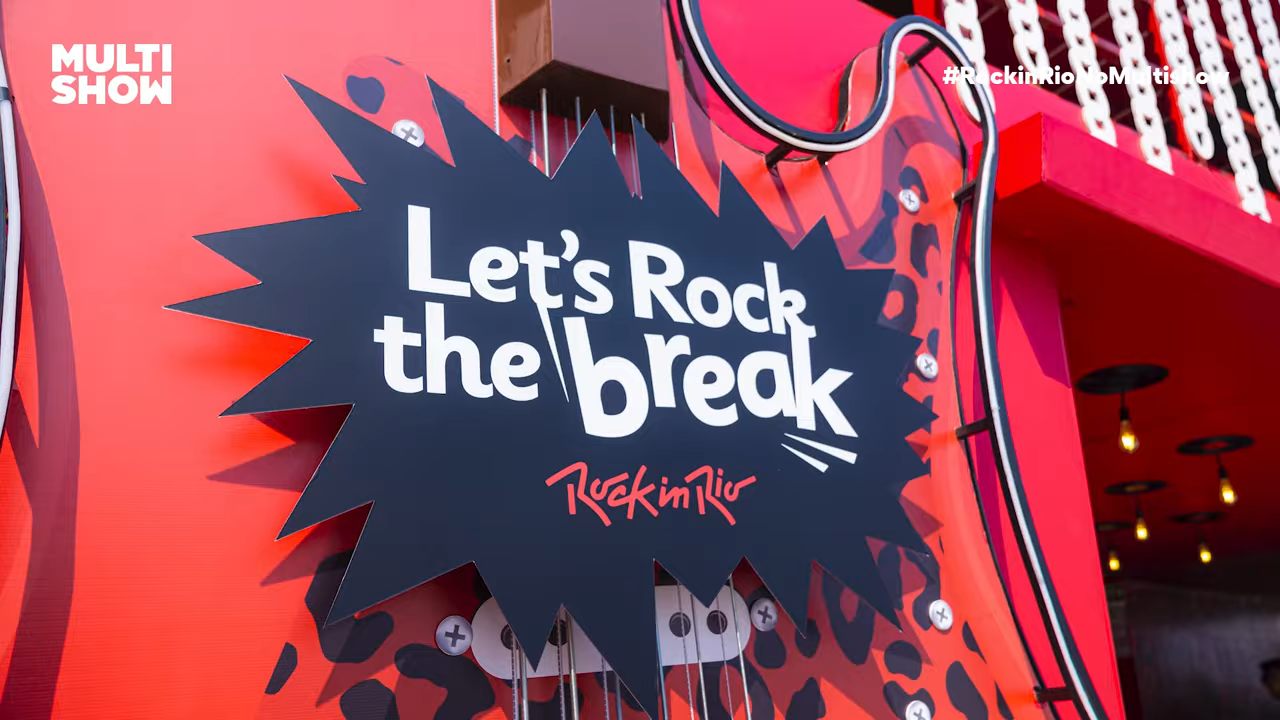 MULTI
SHOW
#RockinRioNoMultishow
Let's Rock
the break
Rock in Rio